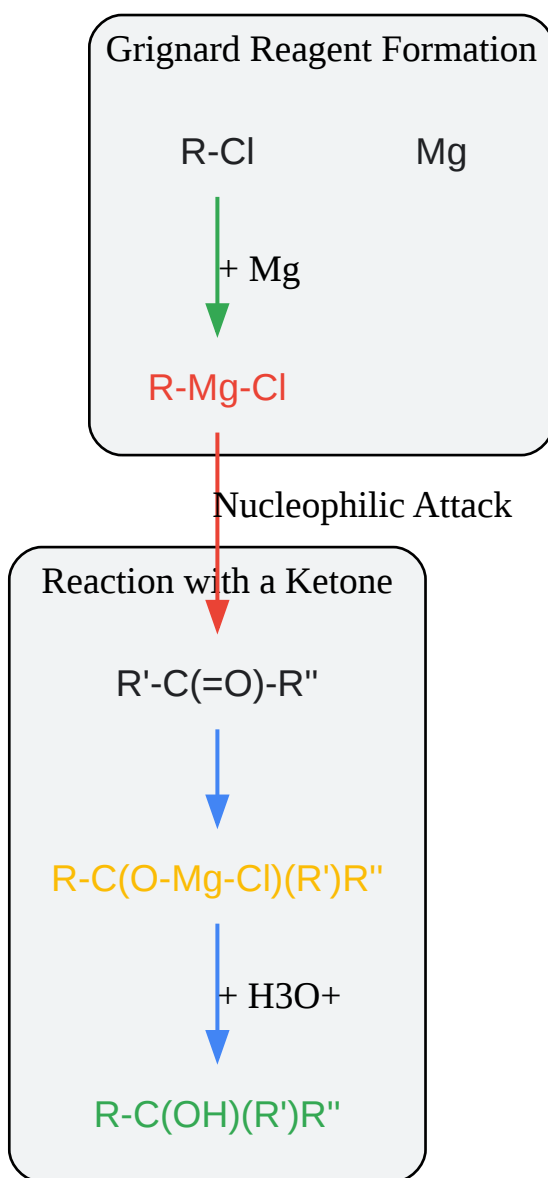 Grignard Reagent Formation
R-Cl Mg
+ Mg
R-Mg-Cl
Nucleophilic Attack
Reaction with a Ketone
R'-C(=O)-R"
R-C(O-Mg-Cl)(R')R"
+ H3O+
R-C(OH)(R')R"